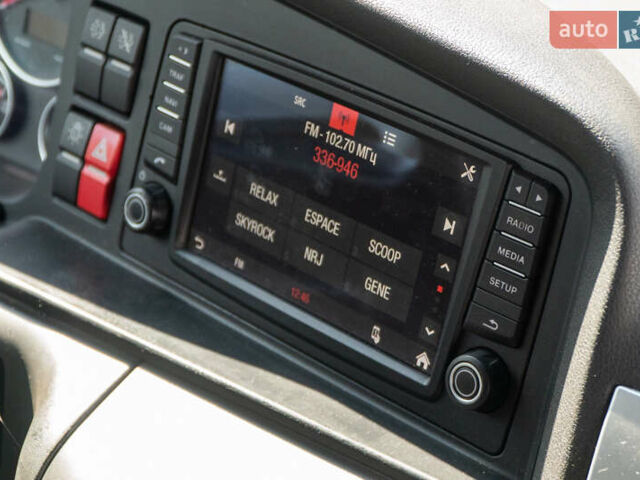 auto
R
TRAF
NAVI
CAM
SRC
FM - 102.70 МГц
336-946
RELAX
ESPACE
SCOOP
SKYROCK
NRJ
GENE
FM
12:46
RADIO
MEDIA
SETUP